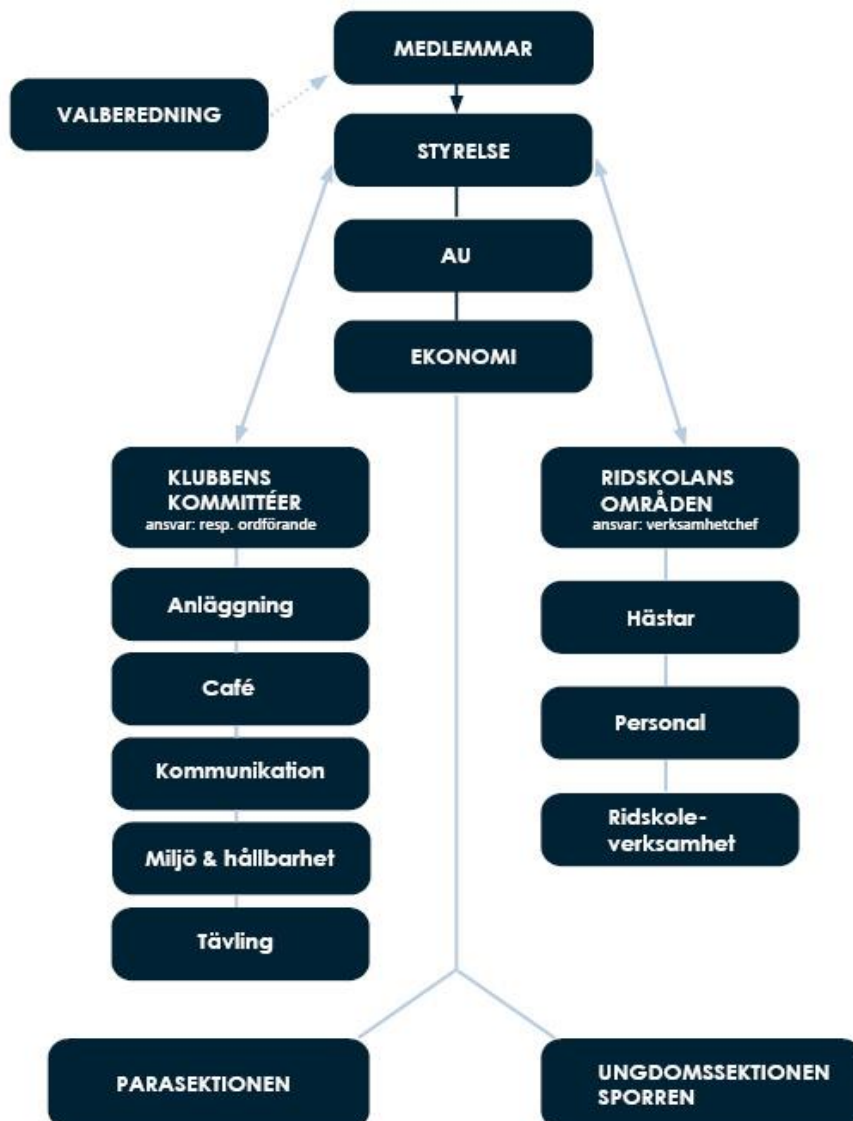 MEDLEMMAR
VALBEREDNING
STYRELSE
AU
EKONOMI
KLUBBENS
KOMMITTÉER
ansvar: resp. ordförande
Anläggning
Café
Kommunikation
Miljö & hållbarhet
Tävling
RIDSKOLANS
OMRÅDEN
ansvar: verksamhetchef
Hästar
Personal
Ridskole-
verksamhet
PARASEKTIONEN
UNGDOMSSEKTIONEN
SPORREN